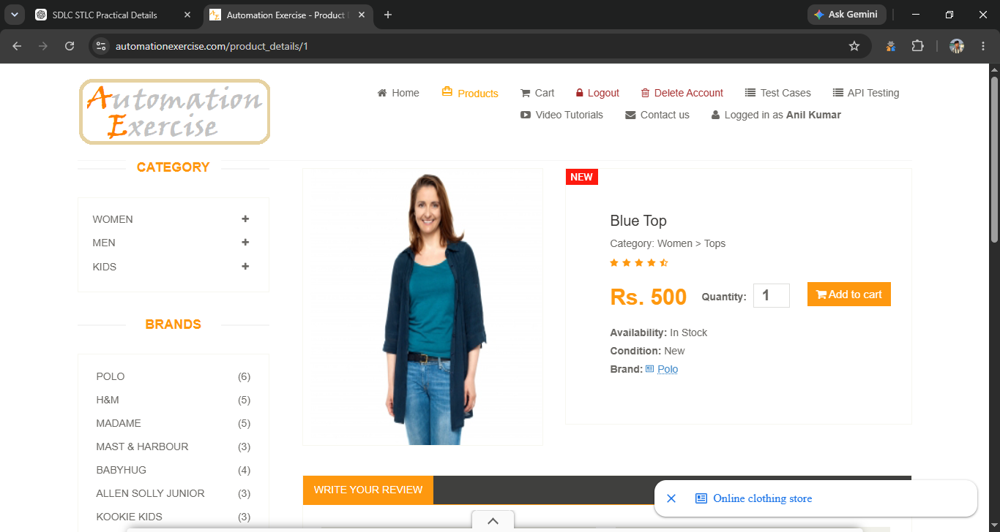 SDLC STLC Practical Details
Automation Exercise - Product
Ask Gemini
automationexercise.com/product_details/1
Automation
Exercise
Home
Products
Cart
Logout
Delete Account
Test Cases
API Testing
Video Tutorials
Contact us
Logged in as Anil Kumar
CATEGORY
WOMEN +
MEN +
KIDS +
BRANDS
POLO (6)
H&M (5)
MADAME (5)
MAST & HARBOUR (3)
BABYHUG (4)
ALLEN SOLLY JUNIOR (3)
KOOKIE KIDS (3)
NEW
Blue Top
Category: Women > Tops
Rs. 500 Quantity: 1 Add to cart
Availability: In Stock
Condition: New
Brand: Polo
WRITE YOUR REVIEW
Online clothing store